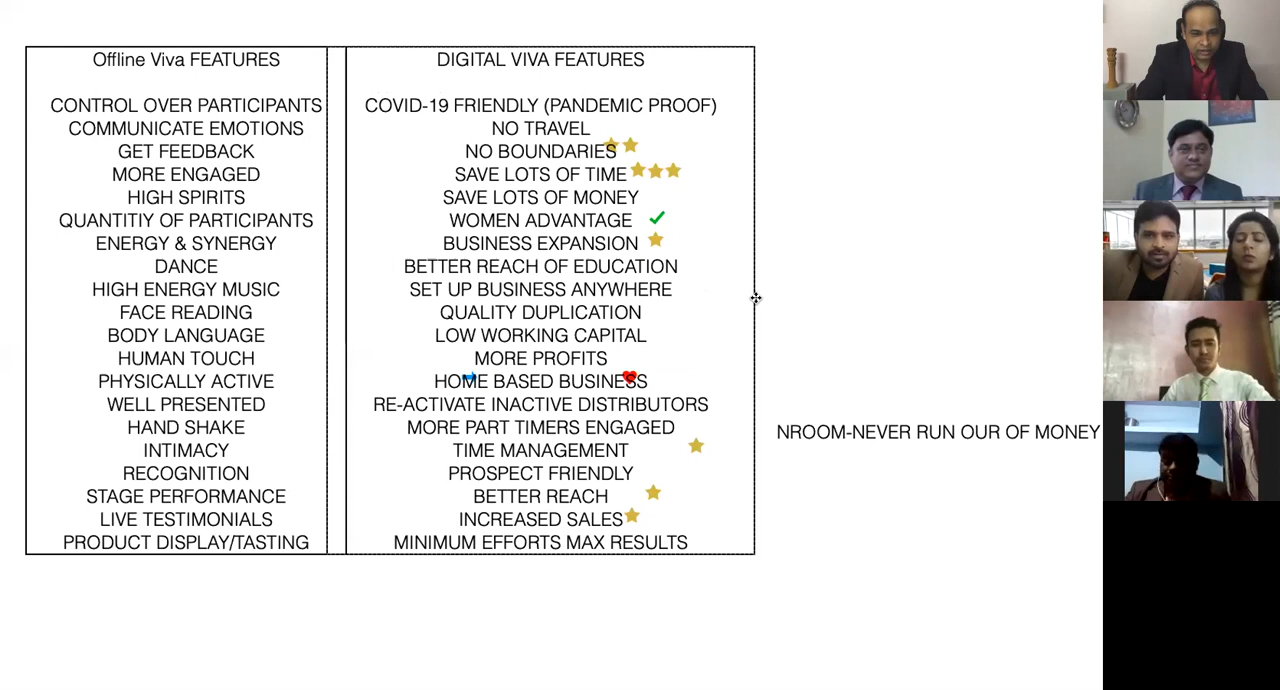 Offline Viva FEATURES
CONTROL OVER PARTICIPANTS
COMMUNICATE EMOTIONS
GET FEEDBACK
MORE ENGAGED
HIGH SPIRITS
QUANTITIY OF PARTICIPANTS
ENERGY & SYNERGY
DANCE
HIGH ENERGY MUSIC
FACE READING
BODY LANGUAGE
HUMAN TOUCH
PHYSICALLY ACTIVE
WELL PRESENTED
HAND SHAKE
INTIMACY
RECOGNITION
STAGE PERFORMANCE
LIVE TESTIMONIALS
PRODUCT DISPLAY/TASTING
DIGITAL VIVA FEATURES
COVID-19 FRIENDLY (PANDEMIC PROOF)
NO TRAVEL
NO BOUNDARIES
SAVE LOTS OF TIME
SAVE LOTS OF MONEY
WOMEN ADVANTAGE
BUSINESS EXPANSION
BETTER REACH OF EDUCATION
SET UP BUSINESS ANYWHERE
QUALITY DUPLICATION
LOW WORKING CAPITAL
MORE PROFITS
HOME BASED BUSINESS
RE-ACTIVATE INACTIVE DISTRIBUTORS
MORE PART TIMERS ENGAGED
TIME MANAGEMENT
PROSPECT FRIENDLY
BETTER REACH
INCREASED SALES
MINIMUM EFFORTS MAX RESULTS
NROOM-NEVER RUN OUR OF MONEY